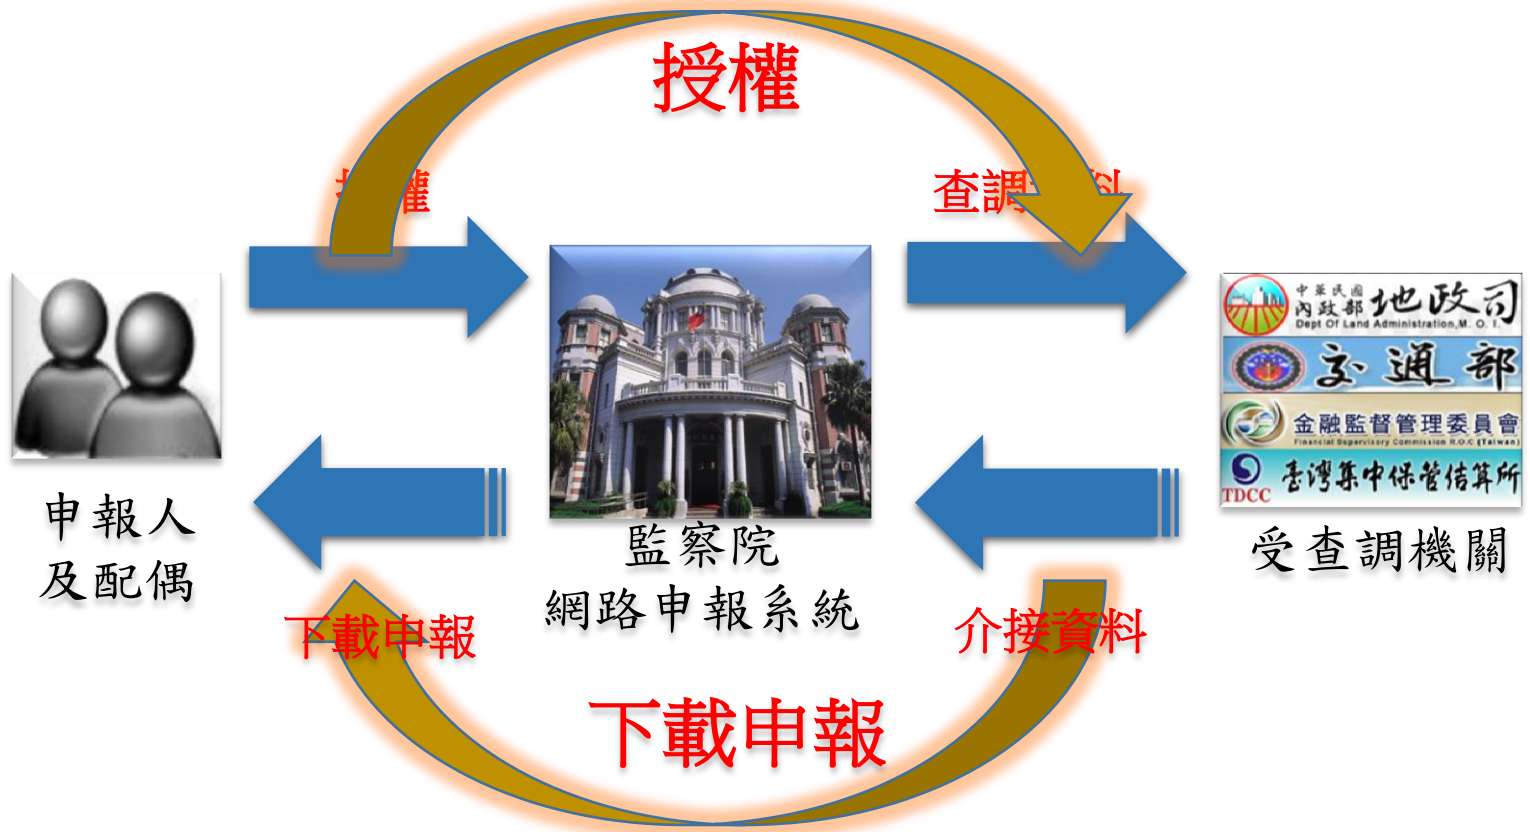 授權
授權
查調資料
中華民國
內政部
地政司
Dept Of Land Administration,M. O. I.
交通部
金融監督管理委員會
Financial Supervisory Commission R.O.C (Taiwan)
TDCC
臺灣集中保管結算所
申報人
及配偶
監察院
網路申報系統
受查調機關
下載申報
介接資料
下載申報